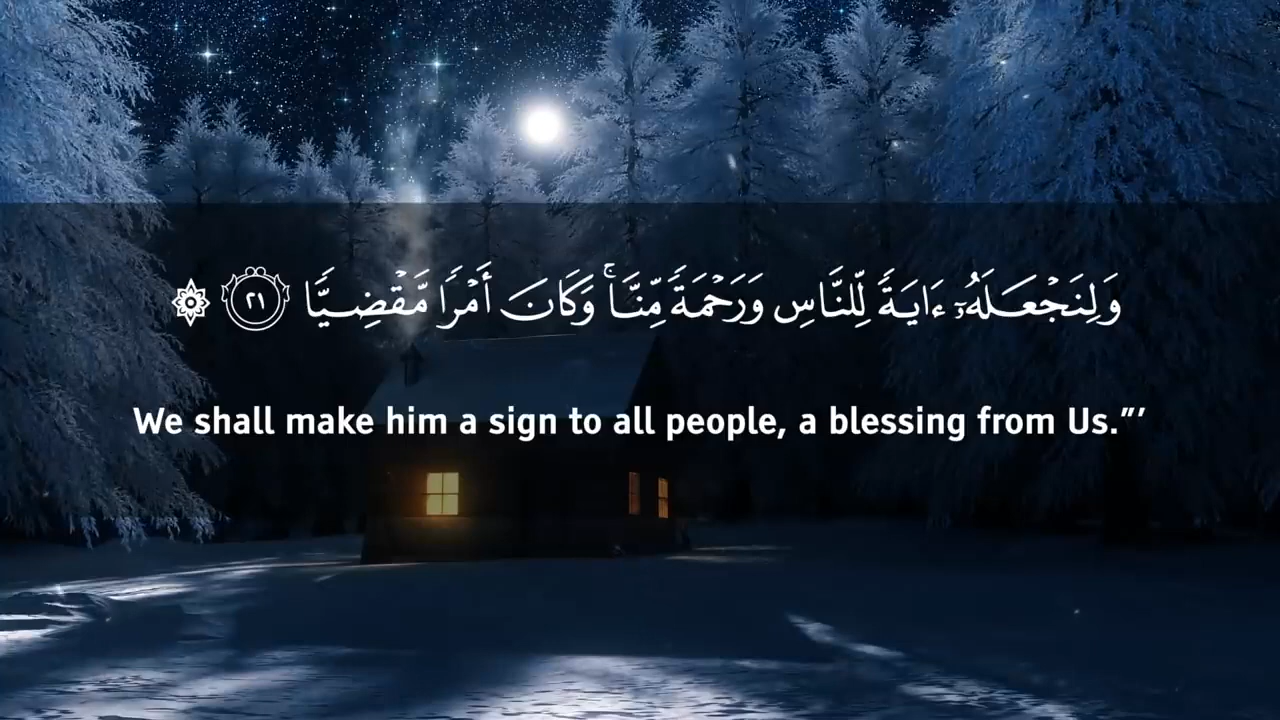 وَلِنَجۡعَلَهُۥٓ ءَايَةٗ لِّلنَّاسِ وَرَحۡمَةٗ مِّنَّاۚ وَكَانَ أَمۡرٗا مَّقۡضِيّٗا ٢١ ۞
We shall make him a sign to all people, a blessing from Us.”’